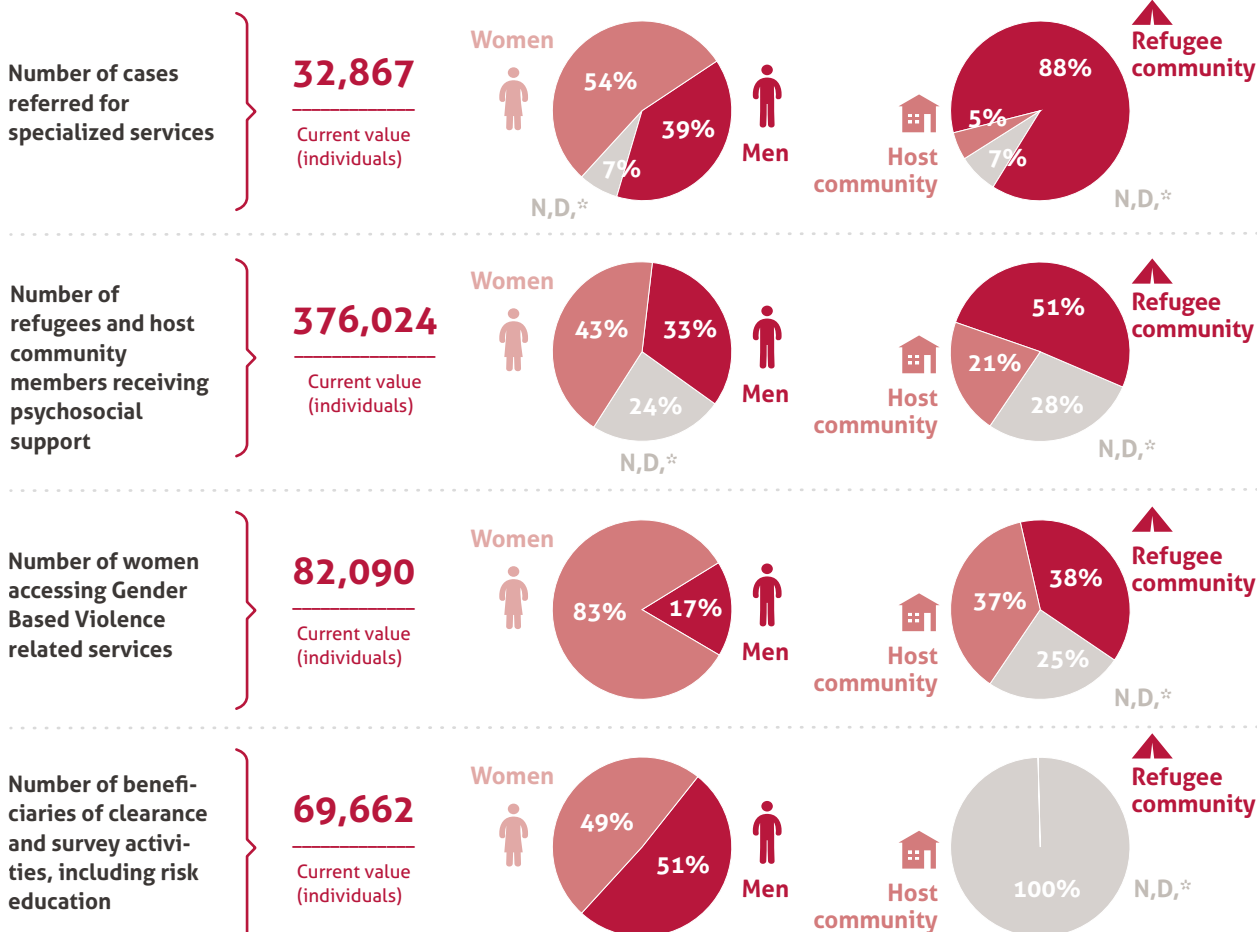 Number of cases
referred for
specialized services
32,867
Current value
(individuals)
Women
54%
39%
7%
Men
N,D,*
88%
5%
7%
Refugee
community
Host
community
N,D,*
Number of
refugees and host
community
members receiving
psychosocial
support
376,024
Current value
(individuals)
Women
43%
33%
24%
Men
N,D,*
51%
21%
28%
Refugee
community
Host
community
N,D,*
Number of women
accessing Gender
Based Violence
related services
82,090
Current value
(individuals)
Women
83%
17%
Men
38%
37%
25%
Refugee
community
Host
community
N,D,*
Number of benefi-
ciaries of clearance
and survey activi-
ties, including risk
education
69,662
Current value
(individuals)
Women
49%
51%
Men
100%
Refugee
community
Host
community
N,D,*